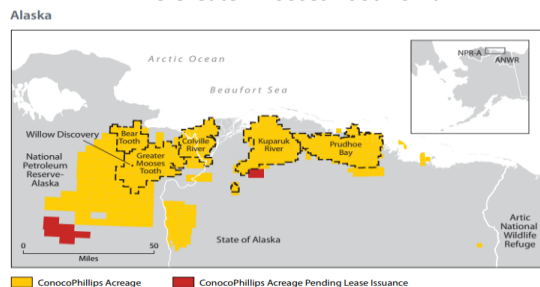 Alaska
Arctic Ocean
Beaufort Sea
NPR-A
ANWR
Willow Discovery
Bear
Tooth
Colville
River
Kuparuk
River
Prudhoe
Bay
National
Petroleum
Reserve-
Alaska
Greater
Mooses
Tooth
State of Alaska
Artic
National
Wildlife
Refuge
0
50
Miles
ConocoPhillips Acreage
ConocoPhillips Acreage Pending Lease Issuance